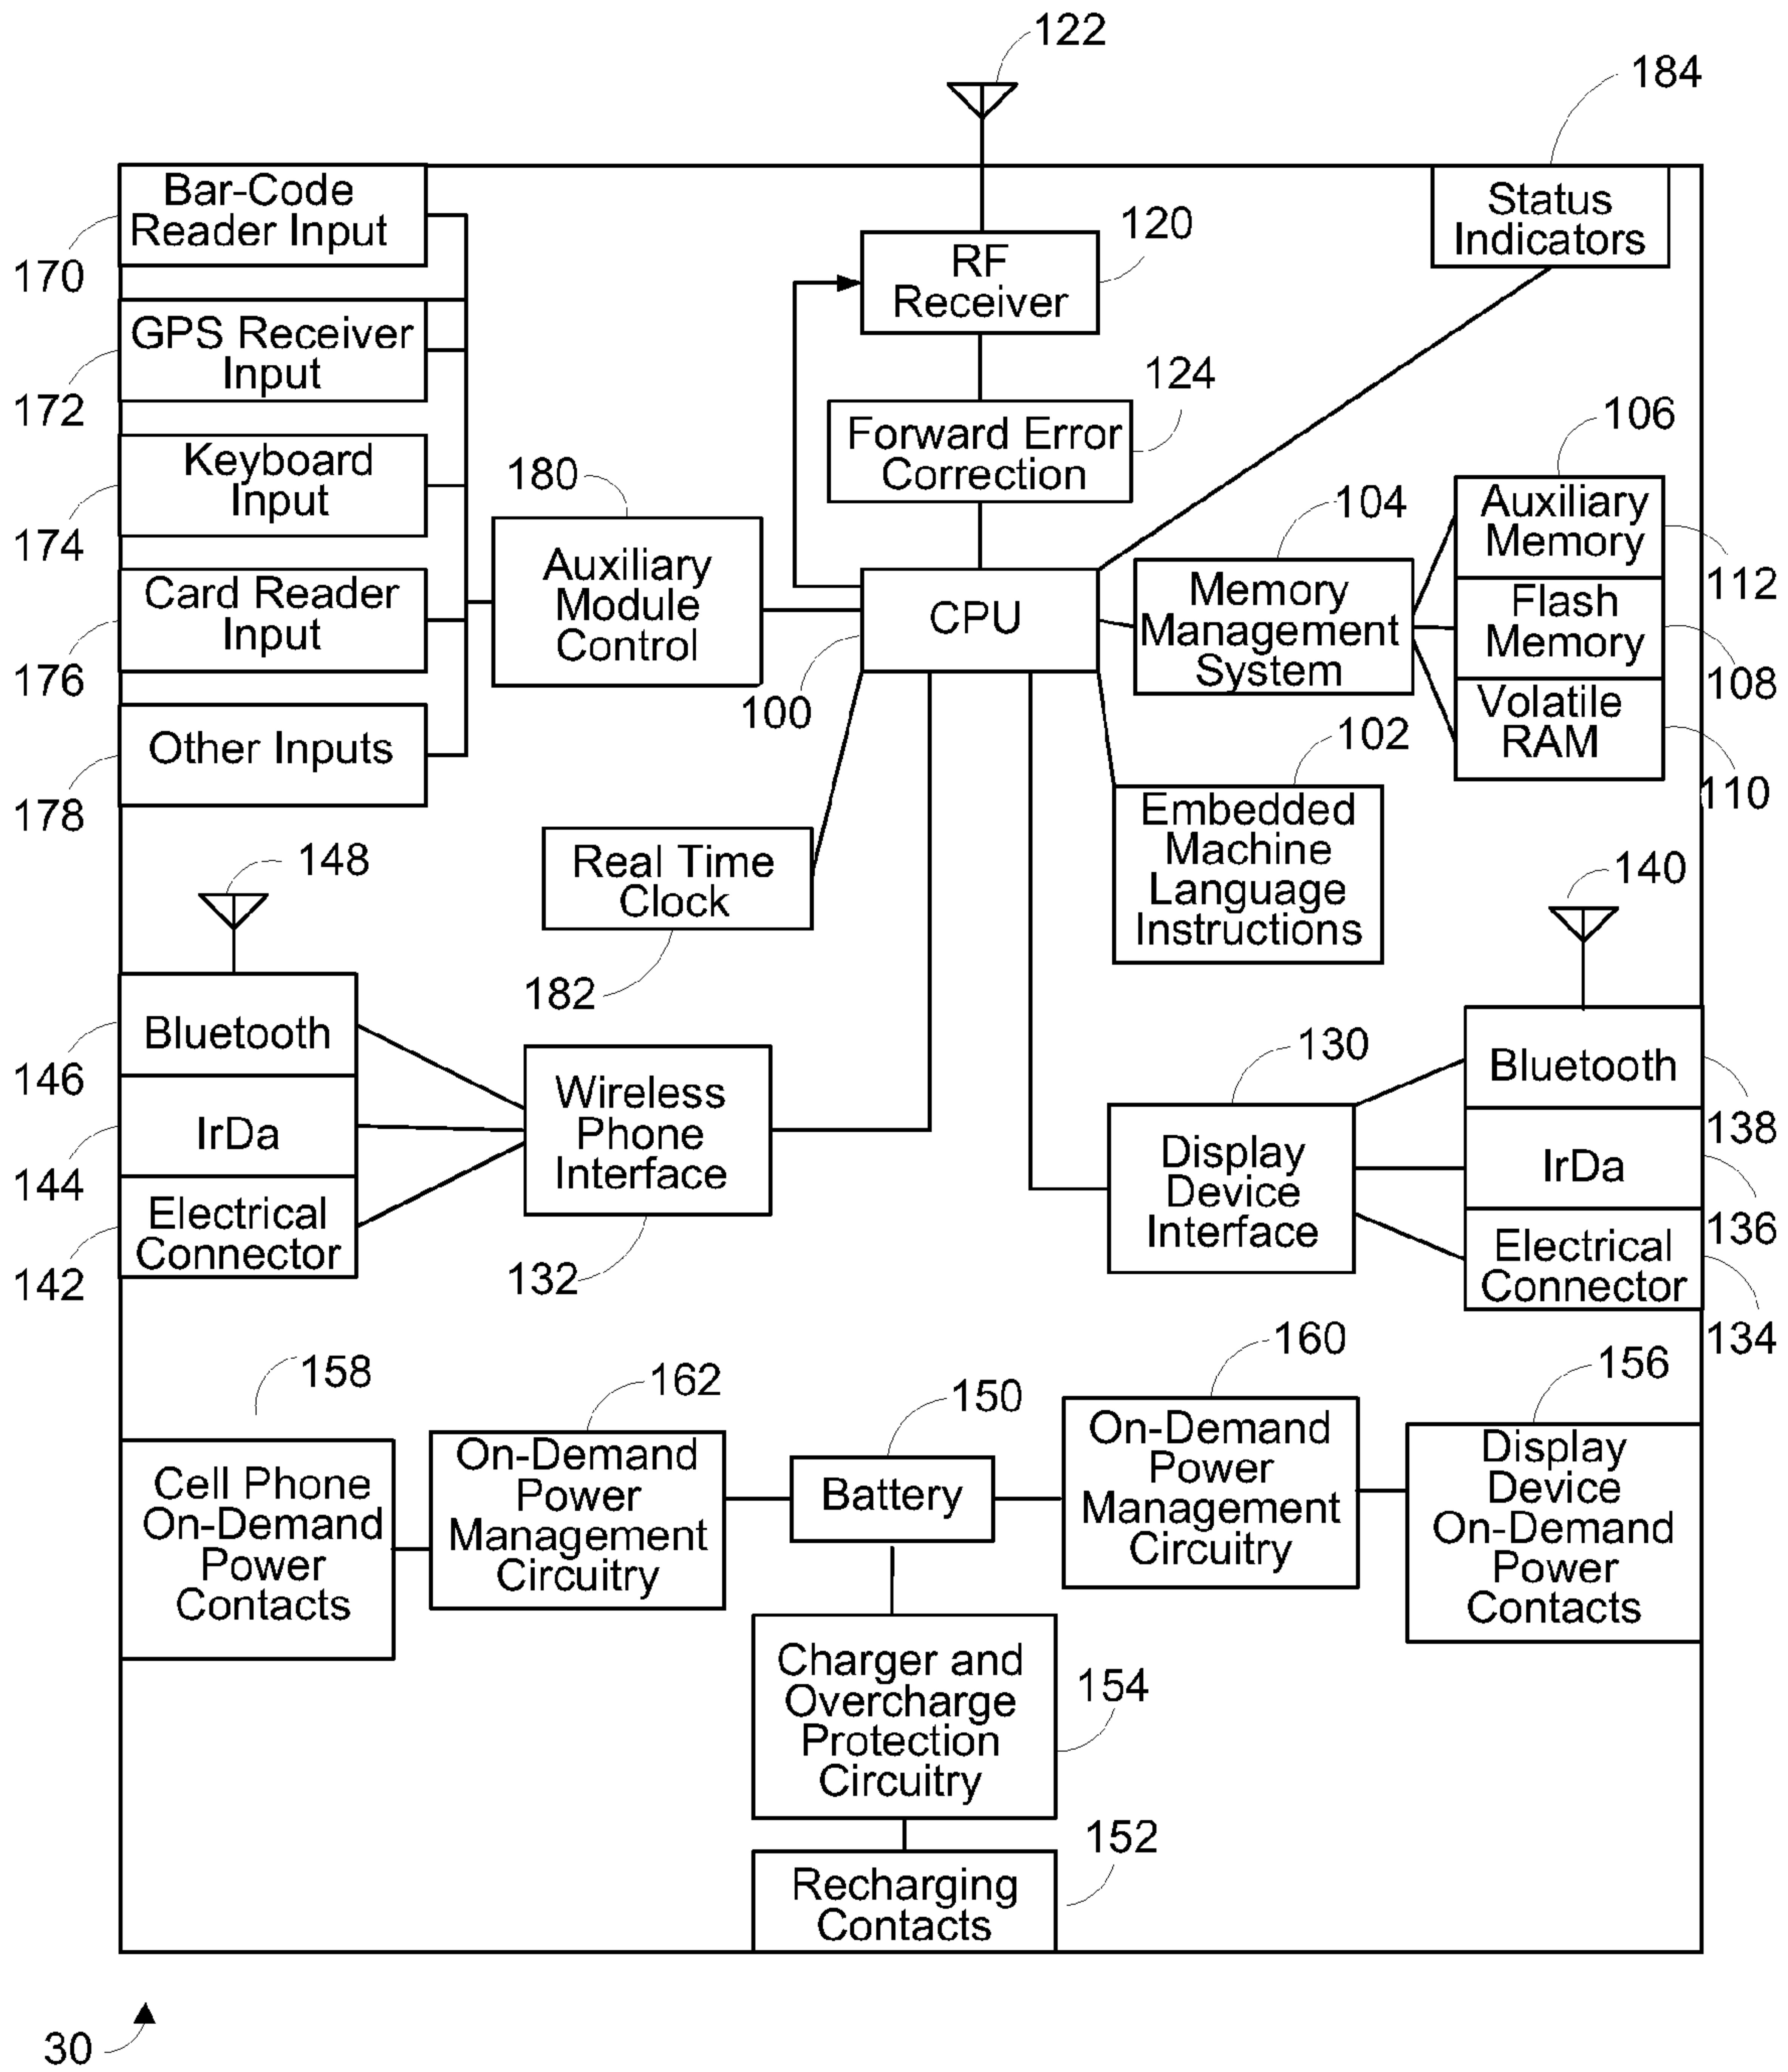 122
184
Bar-Code
Reader Input
170
Status
Indicators
120
RF
Receiver
GPS Receiver
Input
172
124
Forward Error
Correction
106
Keyboard
Input
174
180
104
Auxiliary
Memory
112
Auxiliary
Module
Control
CPU
100
Memory
Management
System
Flash
Memory
108
Card Reader
Input
176
Volatile
RAM
110
102
Other Inputs
178
Embedded
Machine
Language
Instructions
Real Time
Clock
182
148
140
Bluetooth
146
IrDa
144
Electrical
Connector
142
Wireless
Phone
Interface
132
130
Display
Device
Interface
Bluetooth
138
IrDa
136
Electrical
Connector
134
158
162
150
160
156
Cell Phone
On-Demand
Power
Contacts
On-Demand
Power
Management
Circuitry
Battery
On-Demand
Power
Management
Circuitry
Display
Device
On-Demand
Power
Contacts
Charger and
Overcharge
Protection
Circuitry
154
152
Recharging
Contacts
30